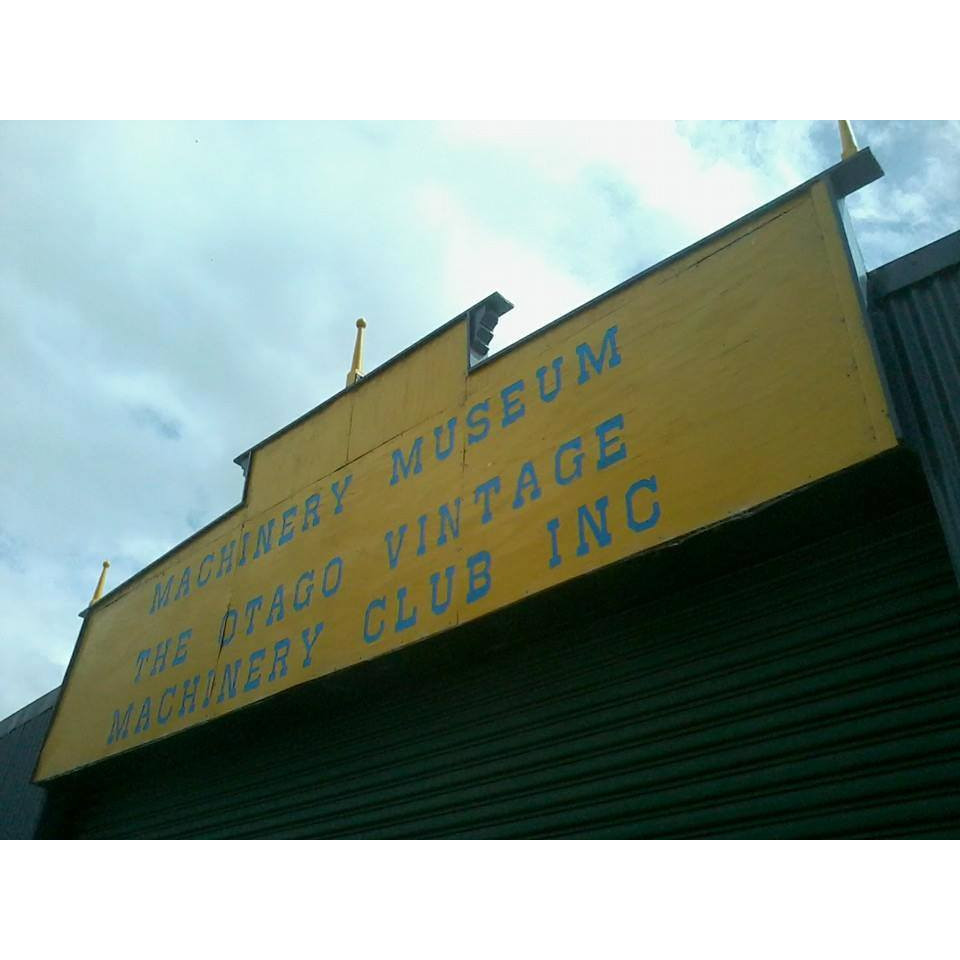 MACHINERY MUSEUM
THE OTAGO VINTAGE
MACHINERY CLUB INC